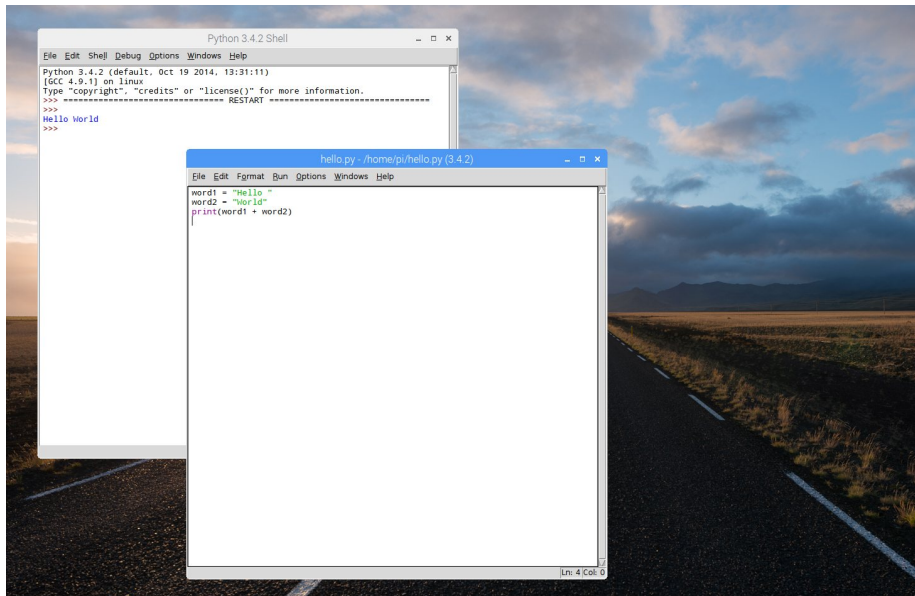 Python 3.4.2 Shell
File Edit Shell Debug Options Windows Help
Python 3.4.2 (default, Oct 19 2014, 13:31:11)
[GCC 4.9.1] on linux
Type "copyright", "credits" or "license()" for more information.
>>> ================================ RESTART ================================
>>>
Hello World
>>>
hello.py - /home/pi/hello.py (3.4.2)
File Edit Format Run Options Windows Help
word1 = "Hello "
word2 = "World"
print(word1 + word2)
Ln: 4 Col: 0